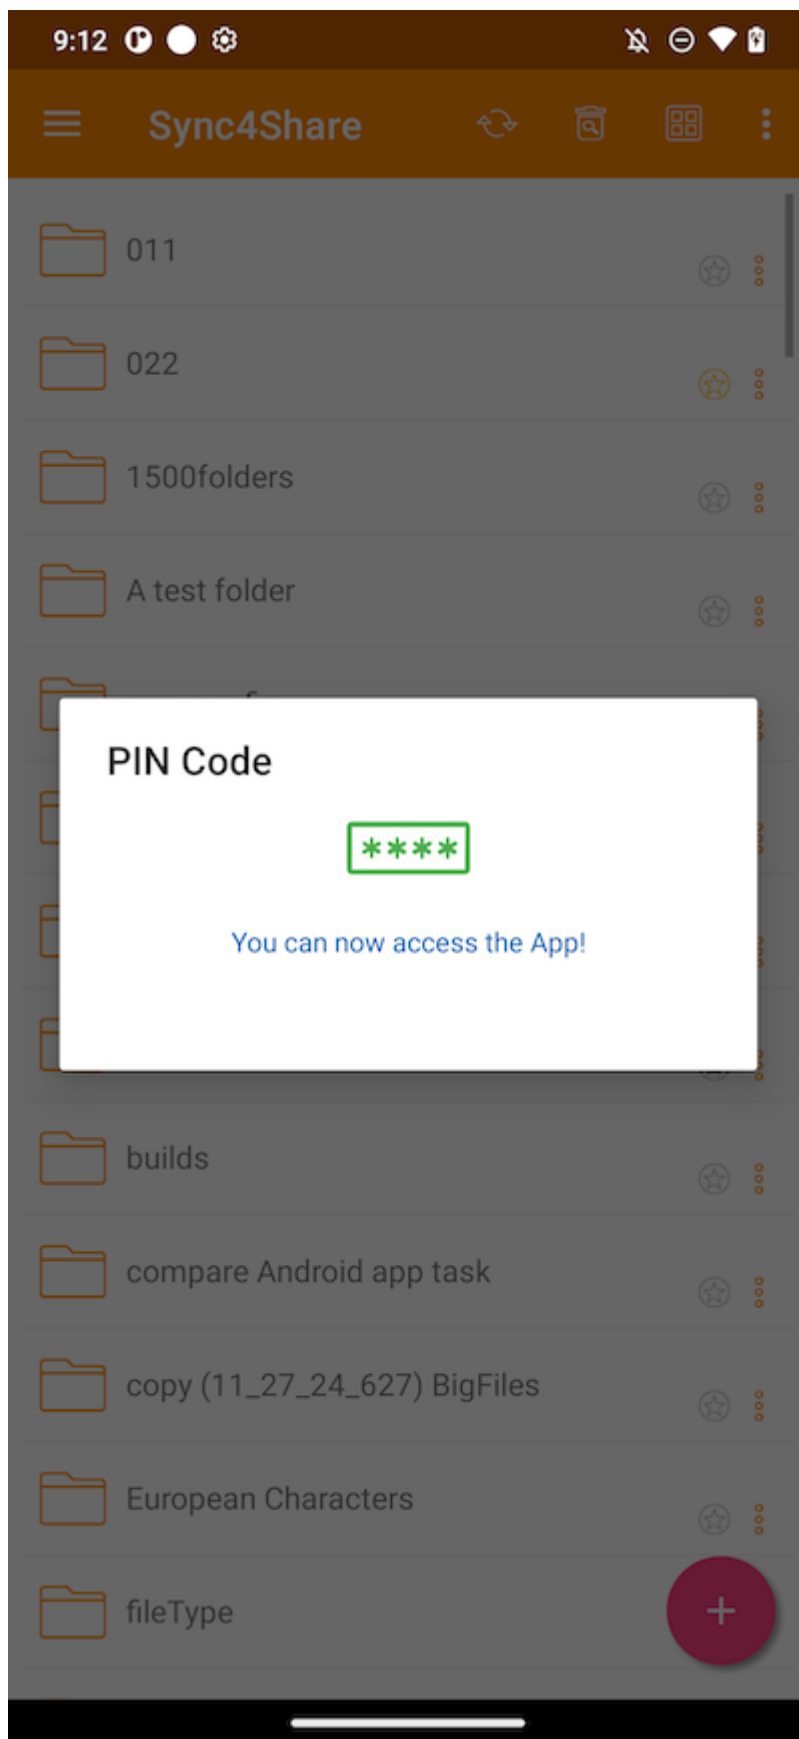 9:12
Sync4Share
011
022
1500folders
A test folder
PIN Code
****
You can now access the App!
builds
compare Android app task
copy (11_27_24_627) BigFiles
European Characters
fileType